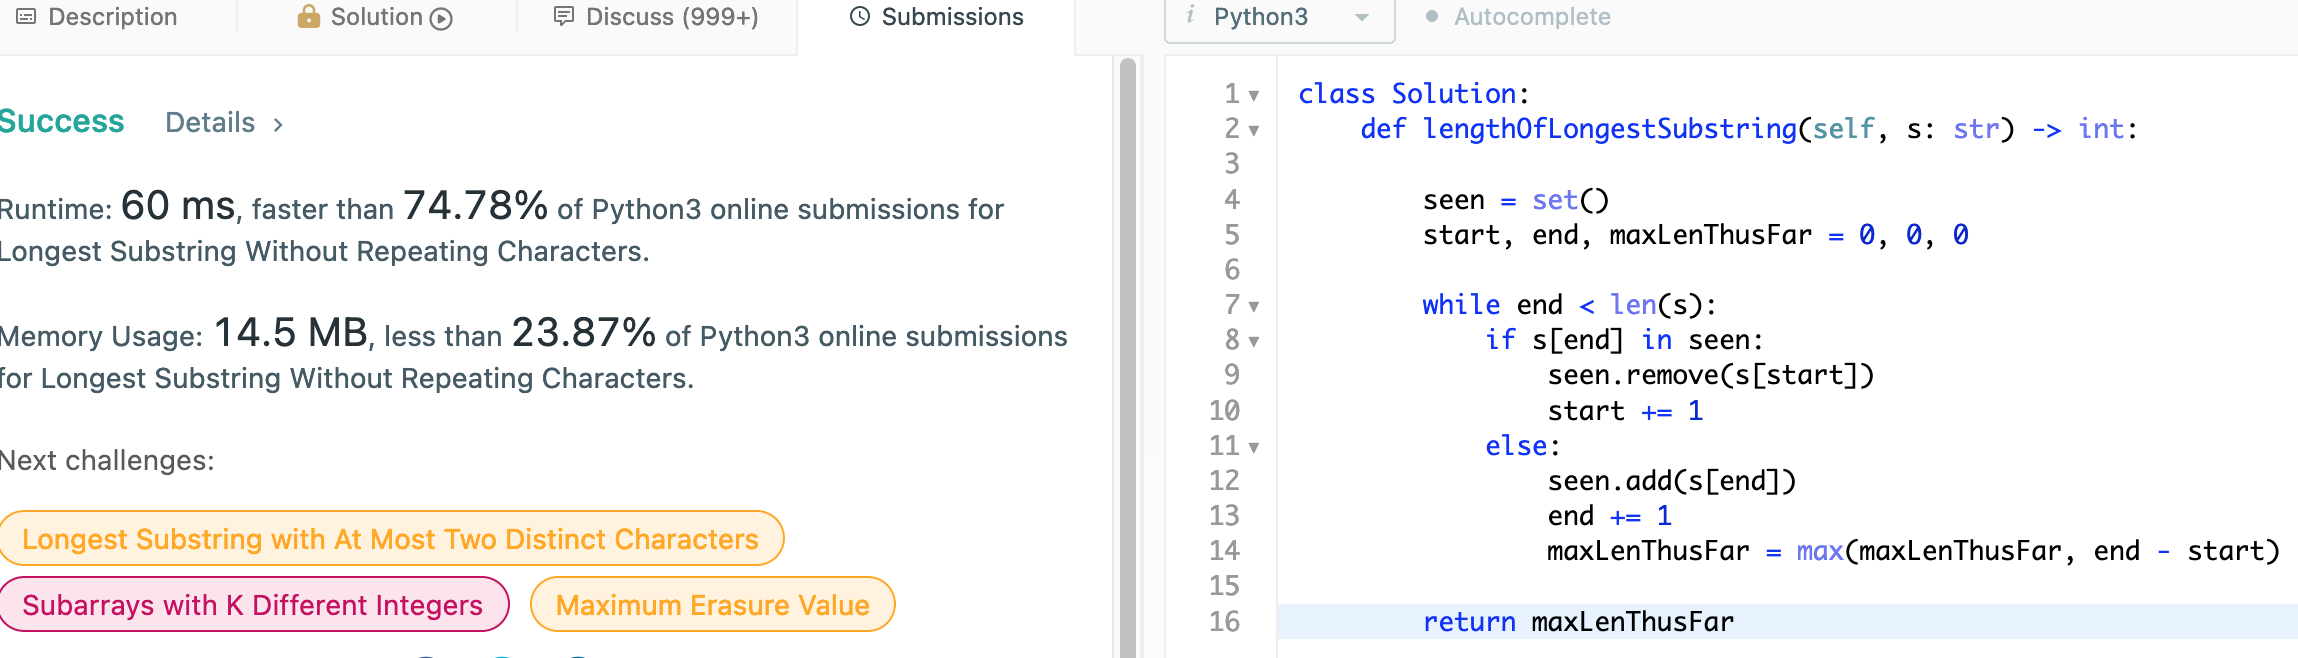 Description
Solution
Discuss (999+)
Submissions
Success
Details >
Runtime: 60 ms, faster than 74.78% of Python3 online submissions for
Longest Substring Without Repeating Characters.
Memory Usage: 14.5 MB, less than 23.87% of Python3 online submissions
for Longest Substring Without Repeating Characters.
Next challenges:
Longest Substring with At Most Two Distinct Characters
Subarrays with K Different Integers
Maximum Erasure Value
i Python3
Autocomplete
1 class Solution:
2 def lengthOfLongestSubstring(self, s: str) -> int:
3
4 seen = set()
5 start, end, maxLenThusFar = 0, 0, 0
6
7 while end < len(s):
8 if s[end] in seen:
9 seen.remove(s[start])
10 start += 1
11 else:
12 seen.add(s[end])
13 end += 1
14 maxLenThusFar = max(maxLenThusFar, end - start)
15
16 return maxLenThusFar